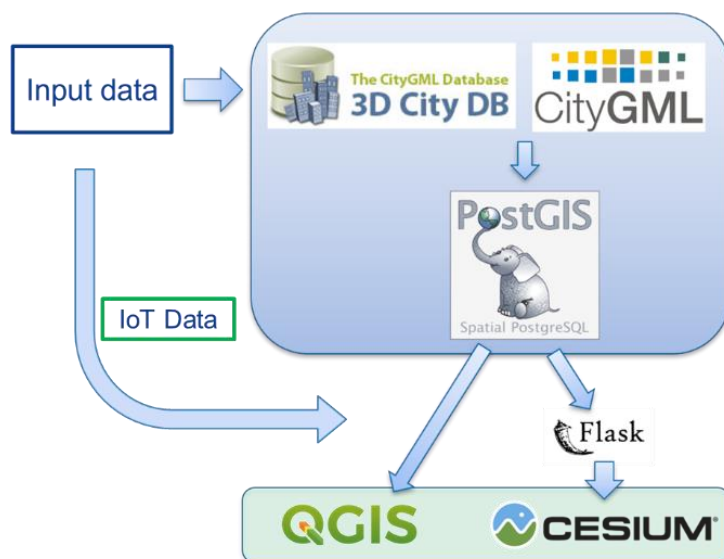 Input data
The CityGML Database
3D City DB
CityGML
PostGIS
Spatial PostgreSQL
IoT Data
Flask
QGIS
CESIUM